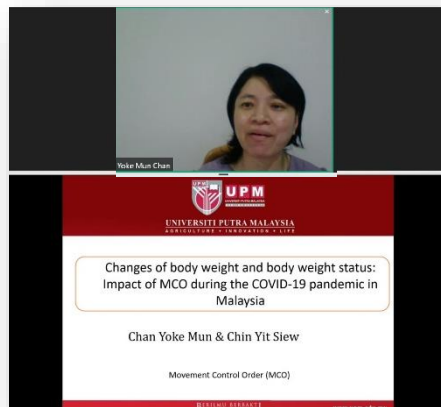 Yoke Mun Chan
UPM
UNIVERSITI PUTRA MALAYSIA
AGRICULTURE • INNOVATION • LIFE
Changes of body weight and body weight status:
Impact of MCO during the COVID-19 pandemic in
Malaysia
Chan Yoke Mun & Chin Yit Siew
Movement Control Order (MCO)
BERILMU BERBAKTI